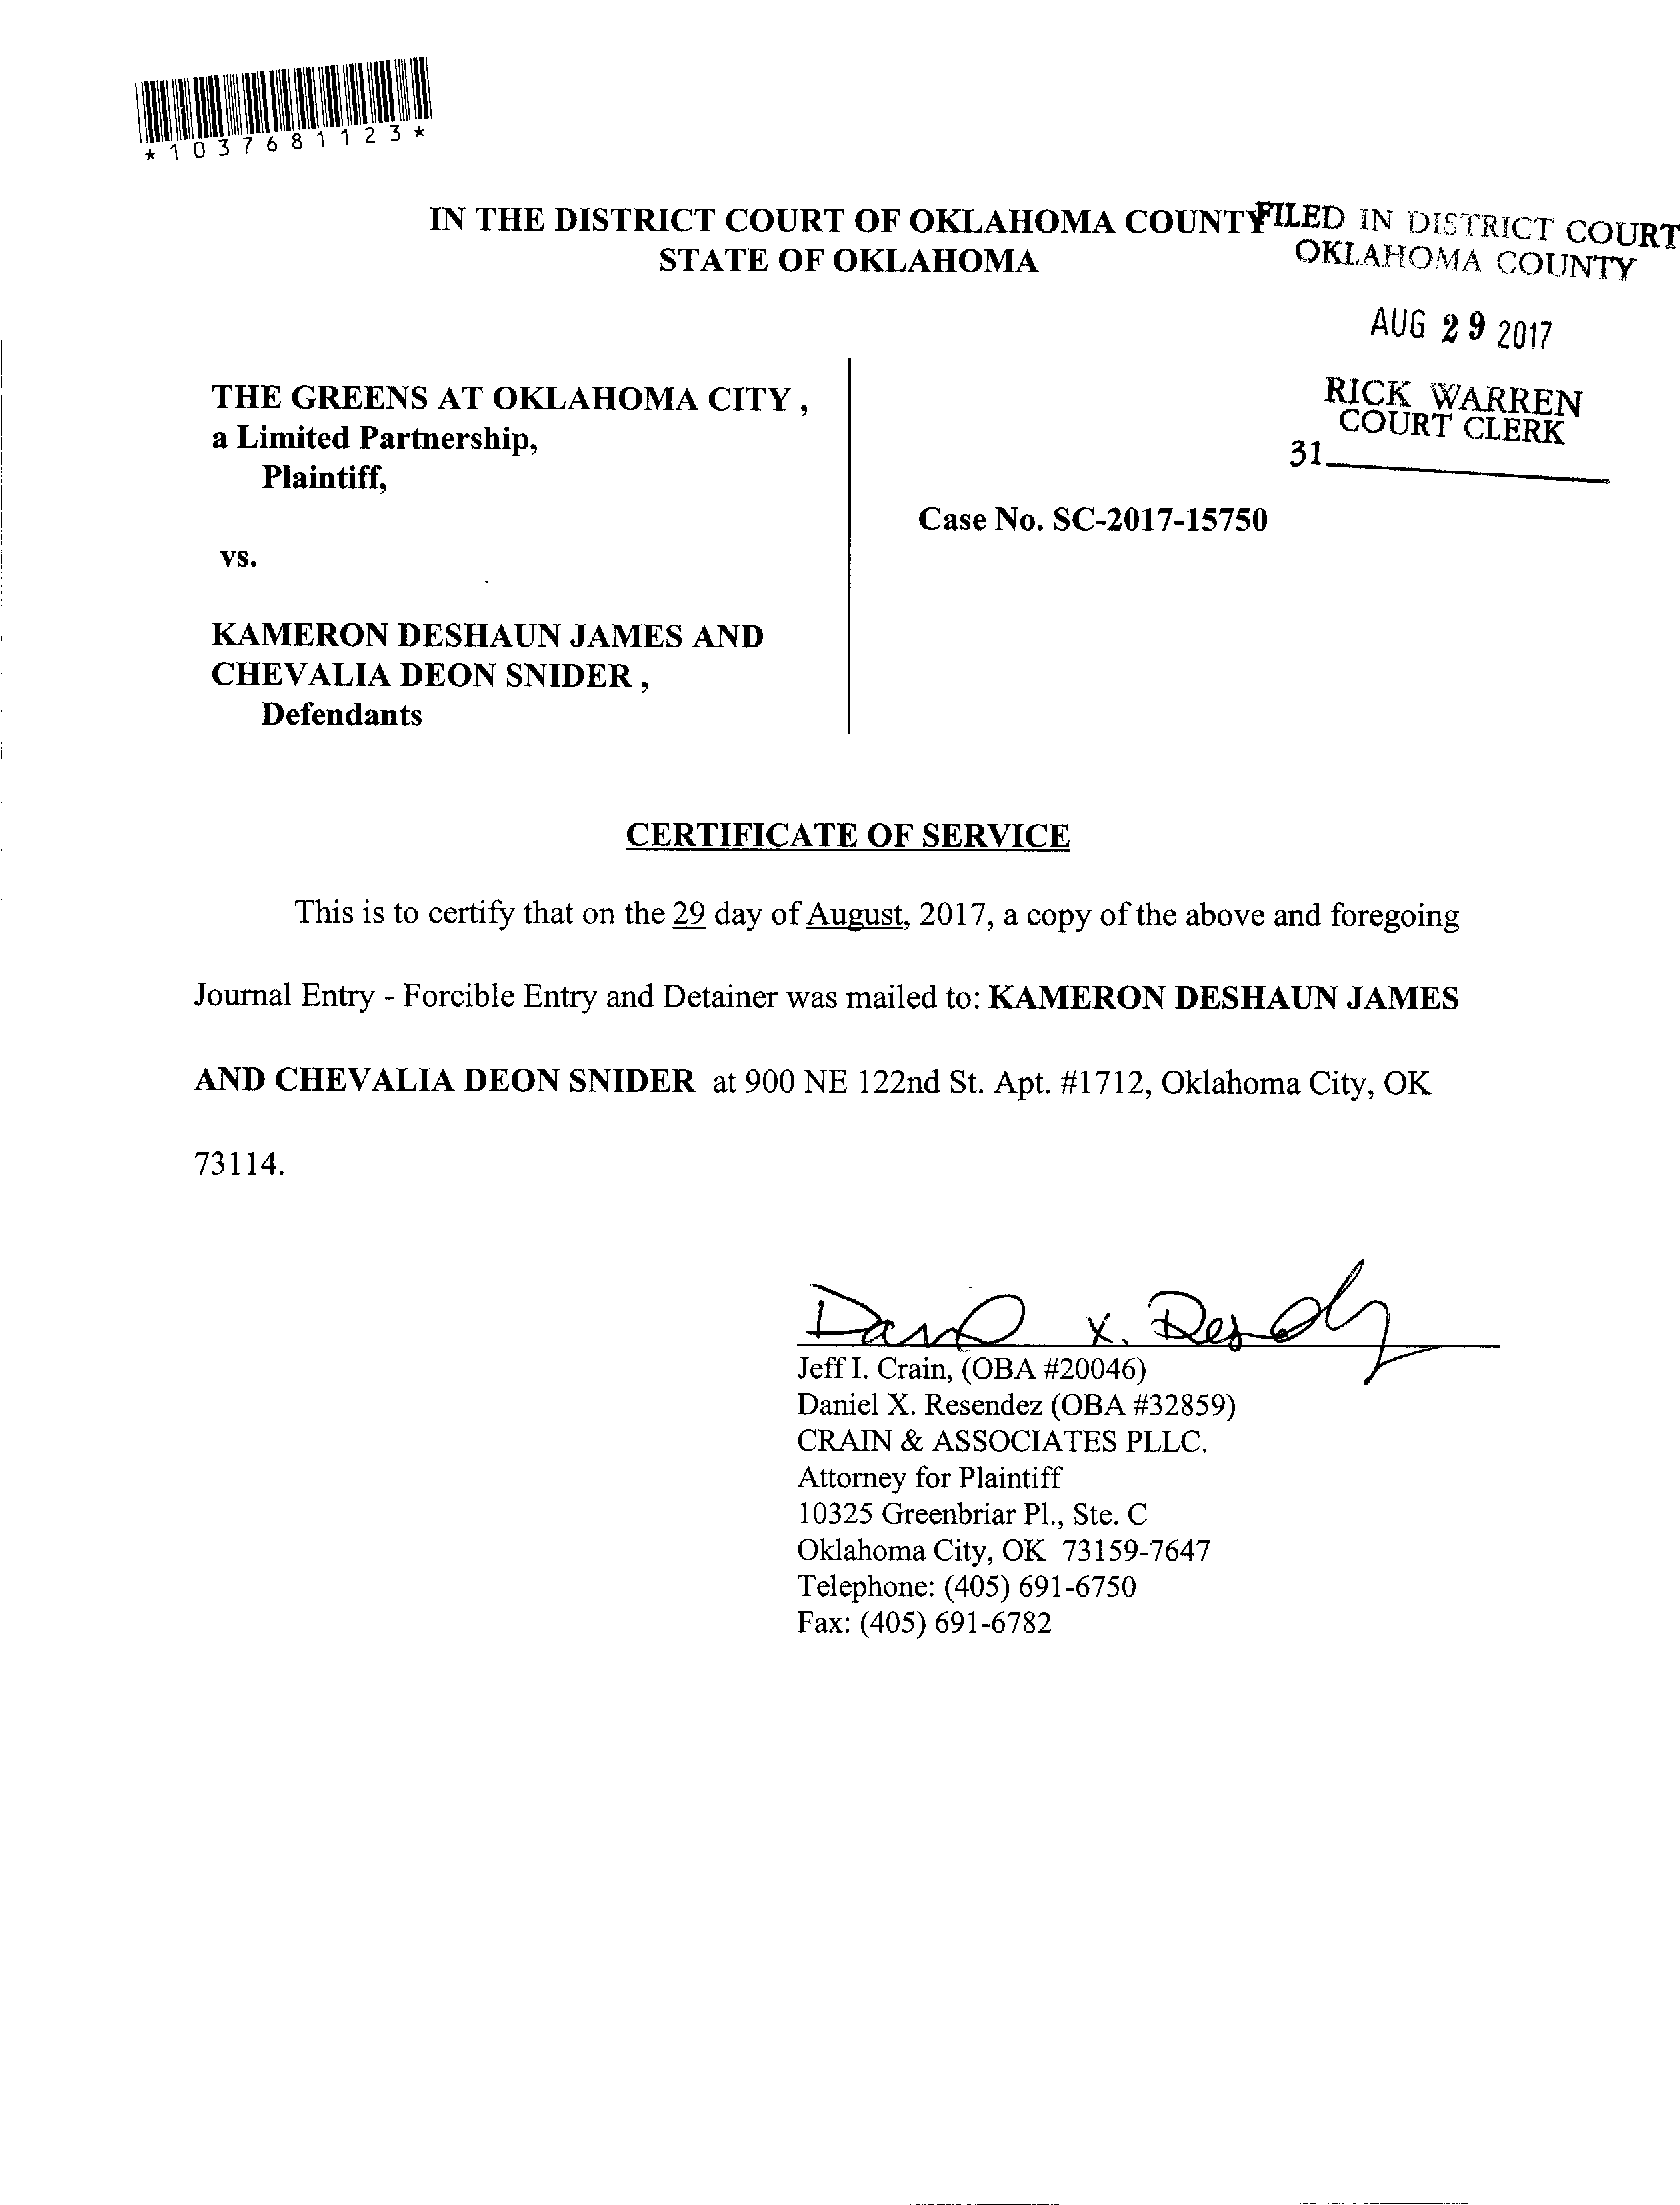 *1037681123*
IN THE DISTRICT COURT OF OKLAHOMA COUNTY
STATE OF OKLAHOMA
FILED IN DISTRICT COURT
OKLAHOMA COUNTY
AUG 29 2017
RICK WARREN
COURT CLERK
31
THE GREENS AT OKLAHOMA CITY ,
a Limited Partnership,
Plaintiff,
Case No. SC-2017-15750
vs.
KAMERON DESHAUN JAMES AND
CHEVALIA DEON SNIDER ,
Defendants
CERTIFICATE OF SERVICE
This is to certify that on the 29 day of August, 2017, a copy of the above and foregoing
Journal Entry - Forcible Entry and Detainer was mailed to: KAMERON DESHAUN JAMES
AND CHEVALIA DEON SNIDER at 900 NE 122nd St. Apt. #1712, Oklahoma City, OK
73114.
Daniel X. Resendez
Jeff I. Crain, (OBA #20046)
Daniel X. Resendez (OBA #32859)
CRAIN & ASSOCIATES PLLC.
Attorney for Plaintiff
10325 Greenbriar Pl., Ste. C
Oklahoma City, OK 73159-7647
Telephone: (405) 691-6750
Fax: (405) 691-6782